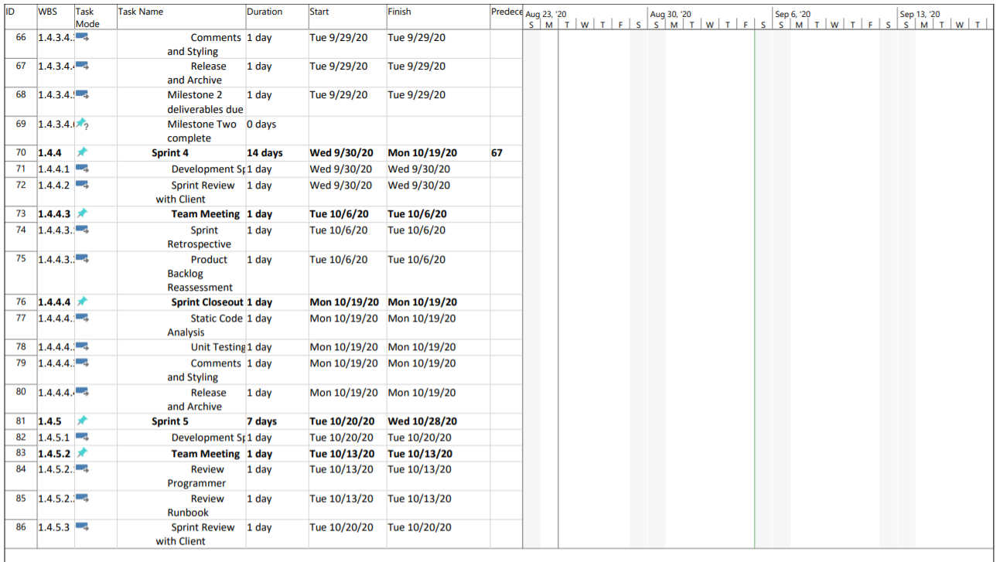 ID WBS Task Mode Task Name Duration Start Finish Predece Aug 23, '20 Aug 30, '20 Sep 6, '20 Sep 13, '20
S M T W T F S S M T W T F S S M T W T F S S M T W T
66 1.4.3.4. Comments 1 day Tue 9/29/20 Tue 9/29/20
and Styling
67 1.4.3.4. Release 1 day Tue 9/29/20 Tue 9/29/20
and Archive
68 1.4.3.4. Milestone 2 1 day Tue 9/29/20 Tue 9/29/20
deliverables due
69 1.4.3.4. ? Milestone Two 0 days
complete
70 1.4.4 Sprint 4 14 days Wed 9/30/20 Mon 10/19/20 67
71 1.4.4.1 Development Sp 1 day Wed 9/30/20 Wed 9/30/20
72 1.4.4.2 Sprint Review 1 day Wed 9/30/20 Wed 9/30/20
with Client
73 1.4.4.3 Team Meeting 1 day Tue 10/6/20 Tue 10/6/20
74 1.4.4.3. Sprint 1 day Tue 10/6/20 Tue 10/6/20
Retrospective
75 1.4.4.3. Product 1 day Tue 10/6/20 Tue 10/6/20
Backlog
Reassessment
76 1.4.4.4 Sprint Closeout 1 day Mon 10/19/20 Mon 10/19/20
77 1.4.4.4. Static Code 1 day Mon 10/19/20 Mon 10/19/20
Analysis
78 1.4.4.4. Unit Testing 1 day Mon 10/19/20 Mon 10/19/20
79 1.4.4.4. Comments 1 day Mon 10/19/20 Mon 10/19/20
and Styling
80 1.4.4.4. Release 1 day Mon 10/19/20 Mon 10/19/20
and Archive
81 1.4.5 Sprint 5 7 days Tue 10/20/20 Wed 10/28/20
82 1.4.5.1 Development Sp 1 day Tue 10/20/20 Tue 10/20/20
83 1.4.5.2 Team Meeting 1 day Tue 10/13/20 Tue 10/13/20
84 1.4.5.2. Review 1 day Tue 10/13/20 Tue 10/13/20
Programmer
85 1.4.5.2. Review 1 day Tue 10/13/20 Tue 10/13/20
Runbook
86 1.4.5.3 Sprint Review 1 day Tue 10/20/20 Tue 10/20/20
with Client